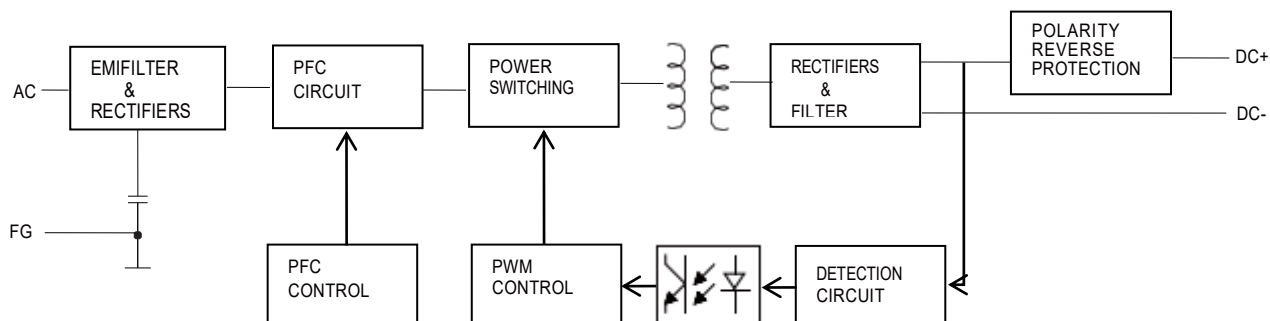 AC
EMIFILTER
&
RECTIFIERS
PFC
CIRCUIT
POWER
SWITCHING
RECTIFIERS
&
FILTER
POLARITY
REVERSE
PROTECTION
DC+
DC-
FG
PFC
CONTROL
PWM
CONTROL
DETECTION
CIRCUIT